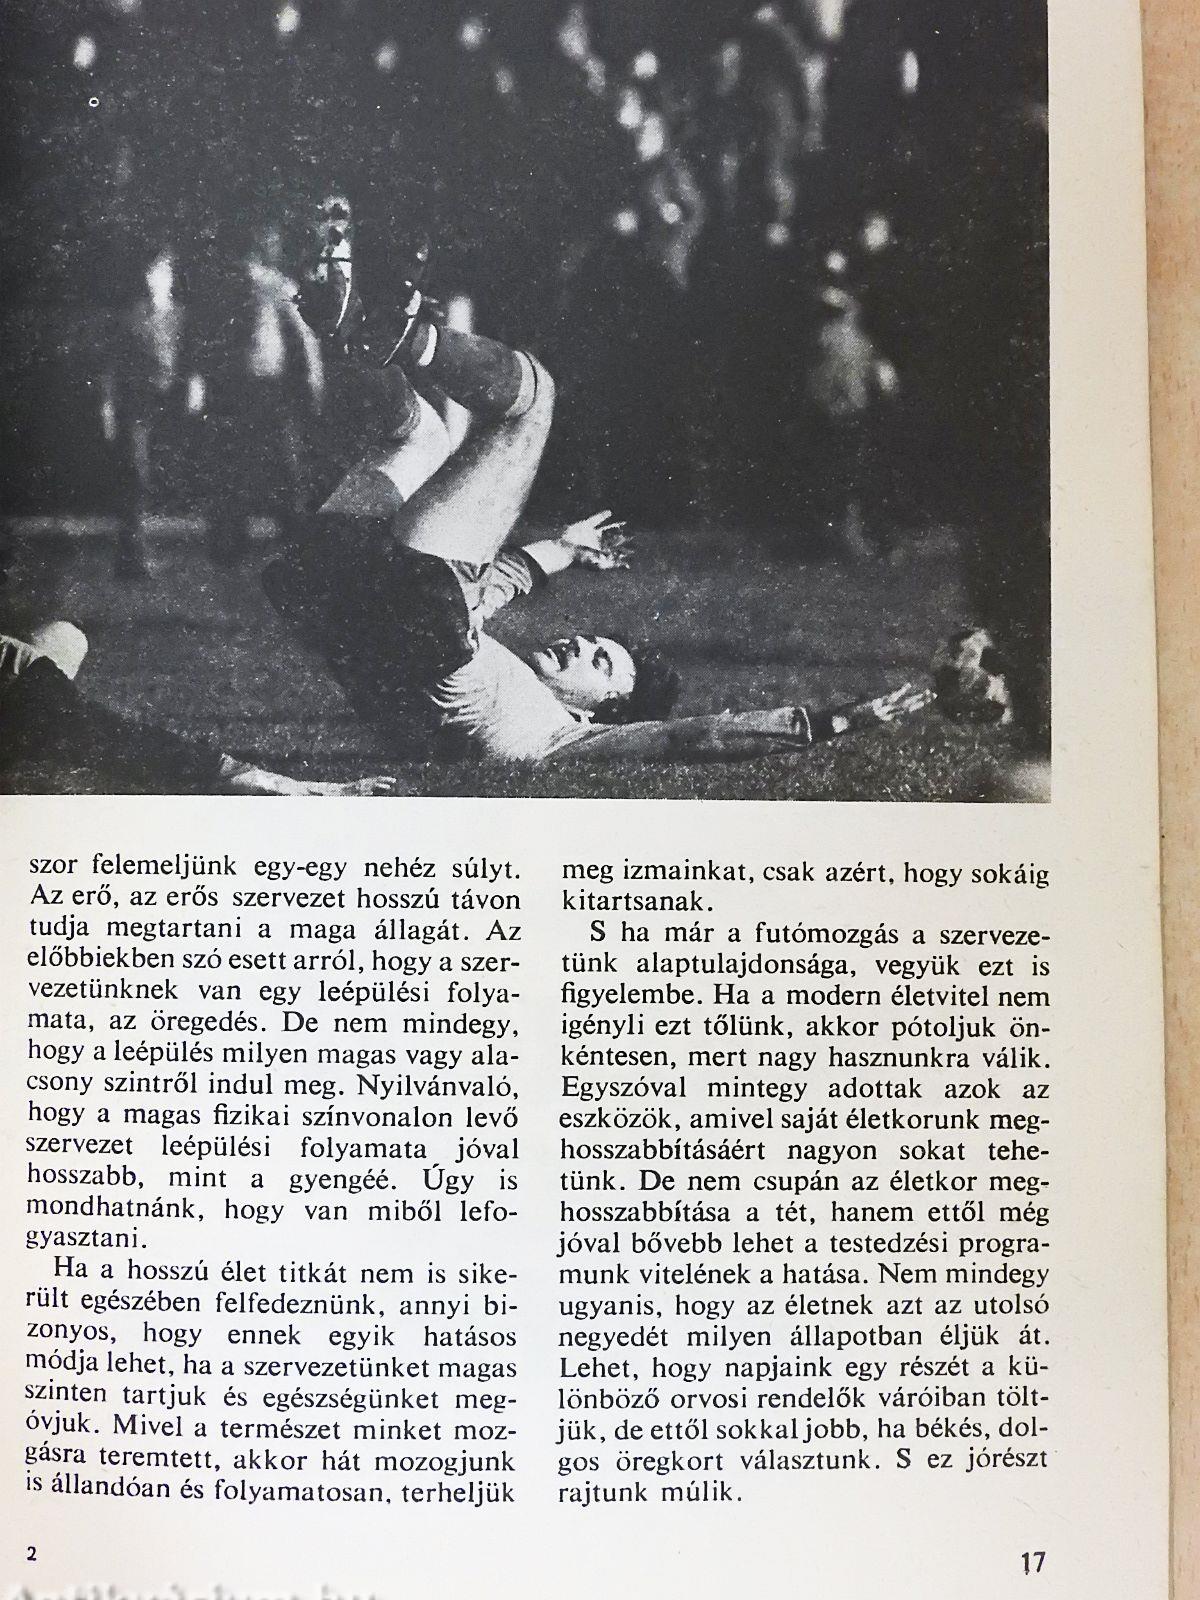 szor felemeljünk egy-egy nehéz súlyt.
Az erő, az erős szervezet hosszú távon
tudja megtartani a maga állagát. Az
előbbiekben szó esett arról, hogy a szer-
vezetünknek van egy leépülési folya-
mata, az öregedés. De nem mindegy,
hogy a leépülés milyen magas vagy ala-
csony szintről indul meg. Nyilvánvaló,
hogy a magas fizikai színvonalon levő
szervezet leépülési folyamata jóval
hosszabb, mint a gyengéé. Úgy is
mondhatnánk, hogy van miből lefo-
gyasztani.
Ha a hosszú élet titkát nem is sike-
rült egészében felfedeznünk, annyi bi-
zonyos, hogy ennek egyik hatásos
módja lehet, ha a szervezetünket magas
szinten tartjuk és egészségünket meg-
óvjuk. Mivel a természet minket moz-
gásra teremtett, akkor hát mozogjunk
is állandóan és folyamatosan, terheljük
meg izmainkat, csak azért, hogy sokáig
kitartsanak.
S ha már a futómozgás a szerveze-
tünk alaptulajdonsága, vegyük ezt is
figyelembe. Ha a modern életvitel nem
igényli ezt tőlünk, akkor pótoljuk ön-
kéntesen, mert nagy hasznunkra válik.
Egyszóval mintegy adottak azok az
eszközök, amivel saját életkorunk meg-
hosszabbításáért nagyon sokat tehe-
tünk. De nem csupán az életkor meg-
hosszabbítása a tét, hanem ettől még
jóval bővebb lehet a testedzési progra-
munk vitelének a hatása. Nem mindegy
ugyanis, hogy az életnek azt az utolsó
negyedét milyen állapotban éljük át.
Lehet, hogy napjaink egy részét a kü-
lönböző orvosi rendelők váróiban tölt-
jük, de ettől sokkal jobb, ha békés, dol-
gos öregkort választunk. S ez jórészt
rajtunk múlik.
2
17